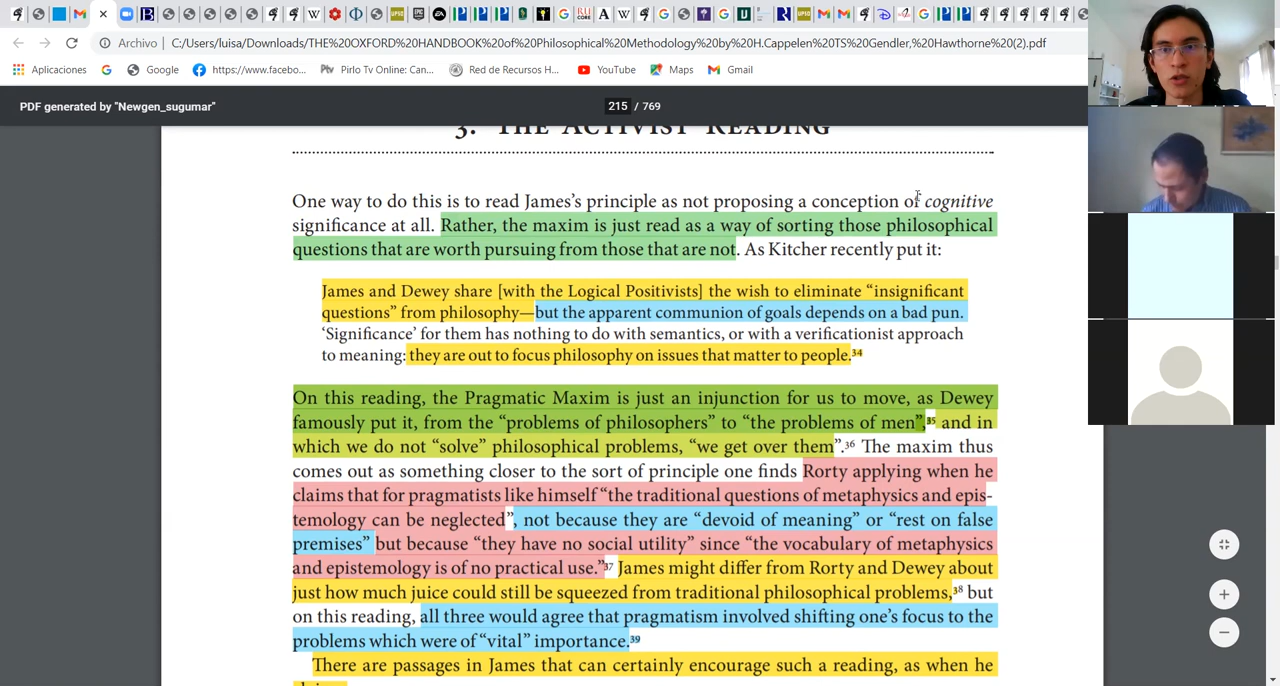 Archivo
C:/Users/luisa/Downloads/THE%20OXFORD%20HANDBOOK%20of%20Philosophical%20Methodology%20by%20H.Cappelen%20TS%20Gendler,%20Hawthorne%20(2).pdf
Aplicaciones
Google
https://www.facebo...
Pirlo Tv Online: Can...
Red de Recursos H...
YouTube
Maps
Gmail
PDF generated by "Newgen_sugumar"
215 / 769
3. THE ACTIVIST READING
One way to do this is to read James’s principle as not proposing a conception of cognitive
significance at all. Rather, the maxim is just read as a way of sorting those philosophical
questions that are worth pursuing from those that are not. As Kitcher recently put it:
James and Dewey share [with the Logical Positivists] the wish to eliminate “insignificant
questions” from philosophy—but the apparent communion of goals depends on a bad pun.
‘Significance’ for them has nothing to do with semantics, or with a verificationist approach
to meaning: they are out to focus philosophy on issues that matter to people.34
On this reading, the Pragmatic Maxim is just an injunction for us to move, as Dewey
famously put it, from the “problems of philosophers” to “the problems of men”,35 and in
which we do not “solve” philosophical problems, “we get over them”.36 The maxim thus
comes out as something closer to the sort of principle one finds Rorty applying when he
claims that for pragmatists like himself “the traditional questions of metaphysics and epis-
temology can be neglected”, not because they are “devoid of meaning” or “rest on false
premises” but because “they have no social utility” since “the vocabulary of metaphysics
and epistemology is of no practical use.”37 James might differ from Rorty and Dewey about
just how much juice could still be squeezed from traditional philosophical problems,38 but
on this reading, all three would agree that pragmatism involved shifting one’s focus to the
problems which were of “vital” importance.39
There are passages in James that can certainly encourage such a reading, as when he